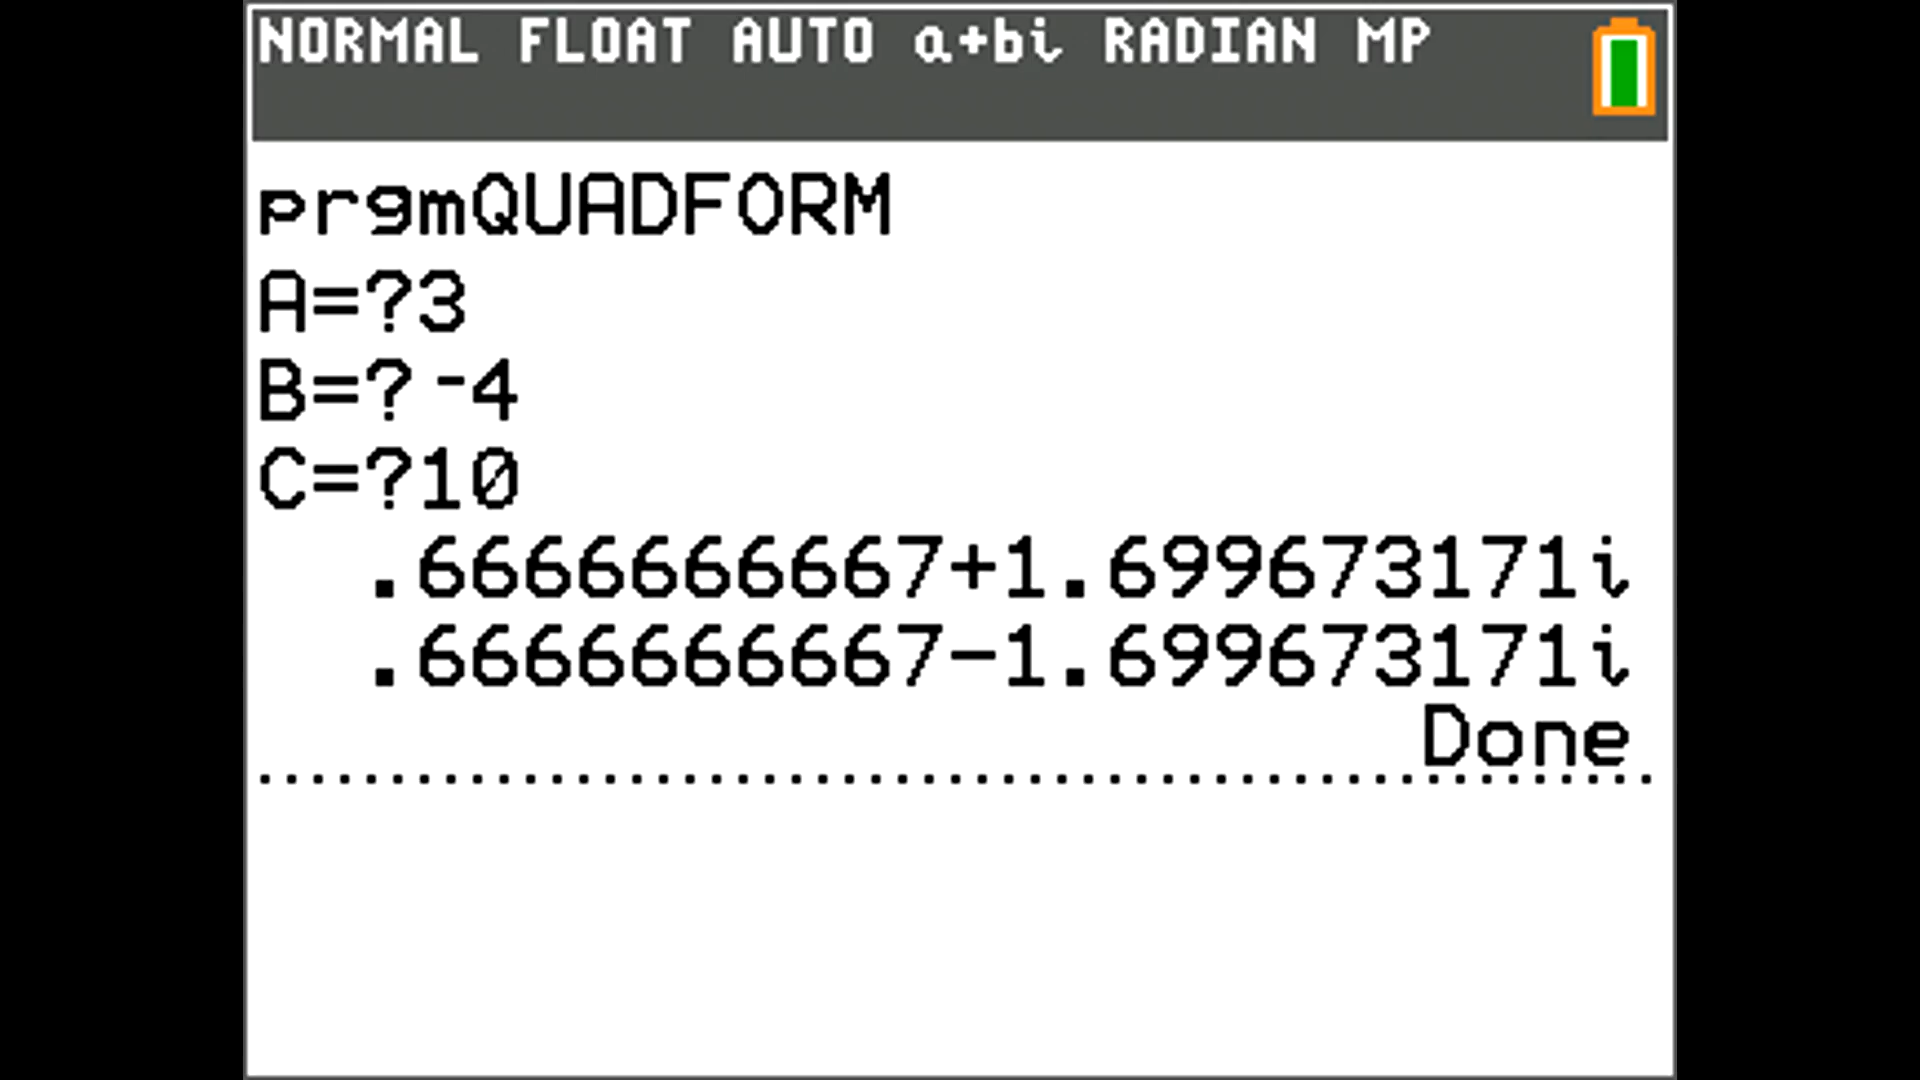 NORMAL FLOAT AUTO a+bi RADIAN MP
prgmQUADFORM
A=?3
B=?⁻4
C=?10
.6666666667+1.699673171i
.6666666667-1.699673171i
Done